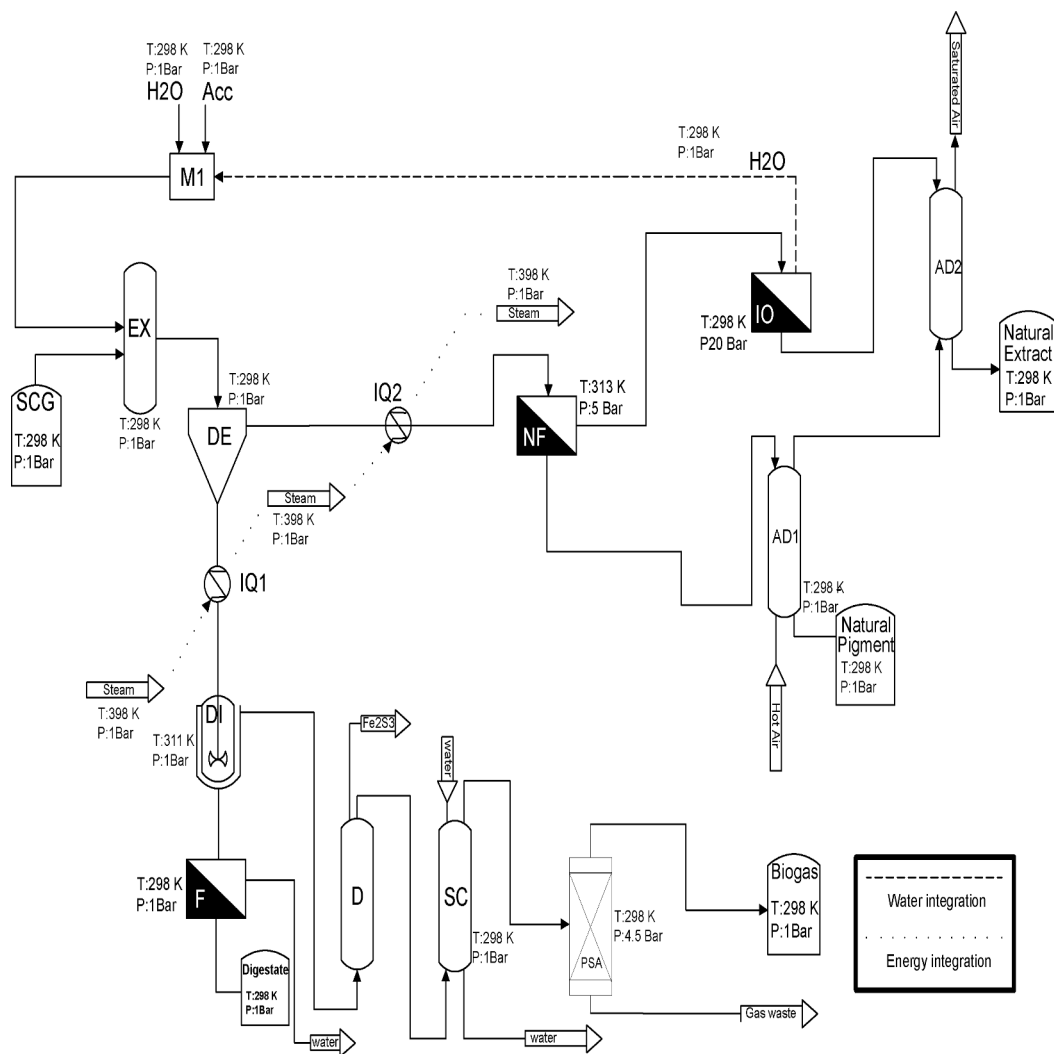 T:298 K
P:1Bar
H2O
T:298 K
P:1Bar
Acc
M1
T:298 K
P:1Bar
H2O
Saturated Air
AD2
EX
T:298 K
P:1Bar
SCG
T:298 K
P:1Bar
T:298 K
P:1Bar
DE
IQ2
T:398 K
P:1Bar
Steam
NF
T:313 K
P:5 Bar
IO
T:298 K
P20 Bar
Natural
Extract
T:298 K
P:1Bar
Steam
T:398 K
P:1Bar
IQ1
AD1
T:298 K
P:1Bar
Natural
Pigment
T:298 K
P:1Bar
Hot Air
Steam
T:398 K
P:1Bar
DI
T:311 K
P:1Bar
Fe2S3
water
F
T:298 K
P:1Bar
D
SC
T:298 K
P:1Bar
PSA
T:298 K
P:4.5 Bar
Biogas
T:298 K
P:1Bar
Water integration
Energy integration
Digestate
T:298 K
P:1Bar
water
water
Gas waste